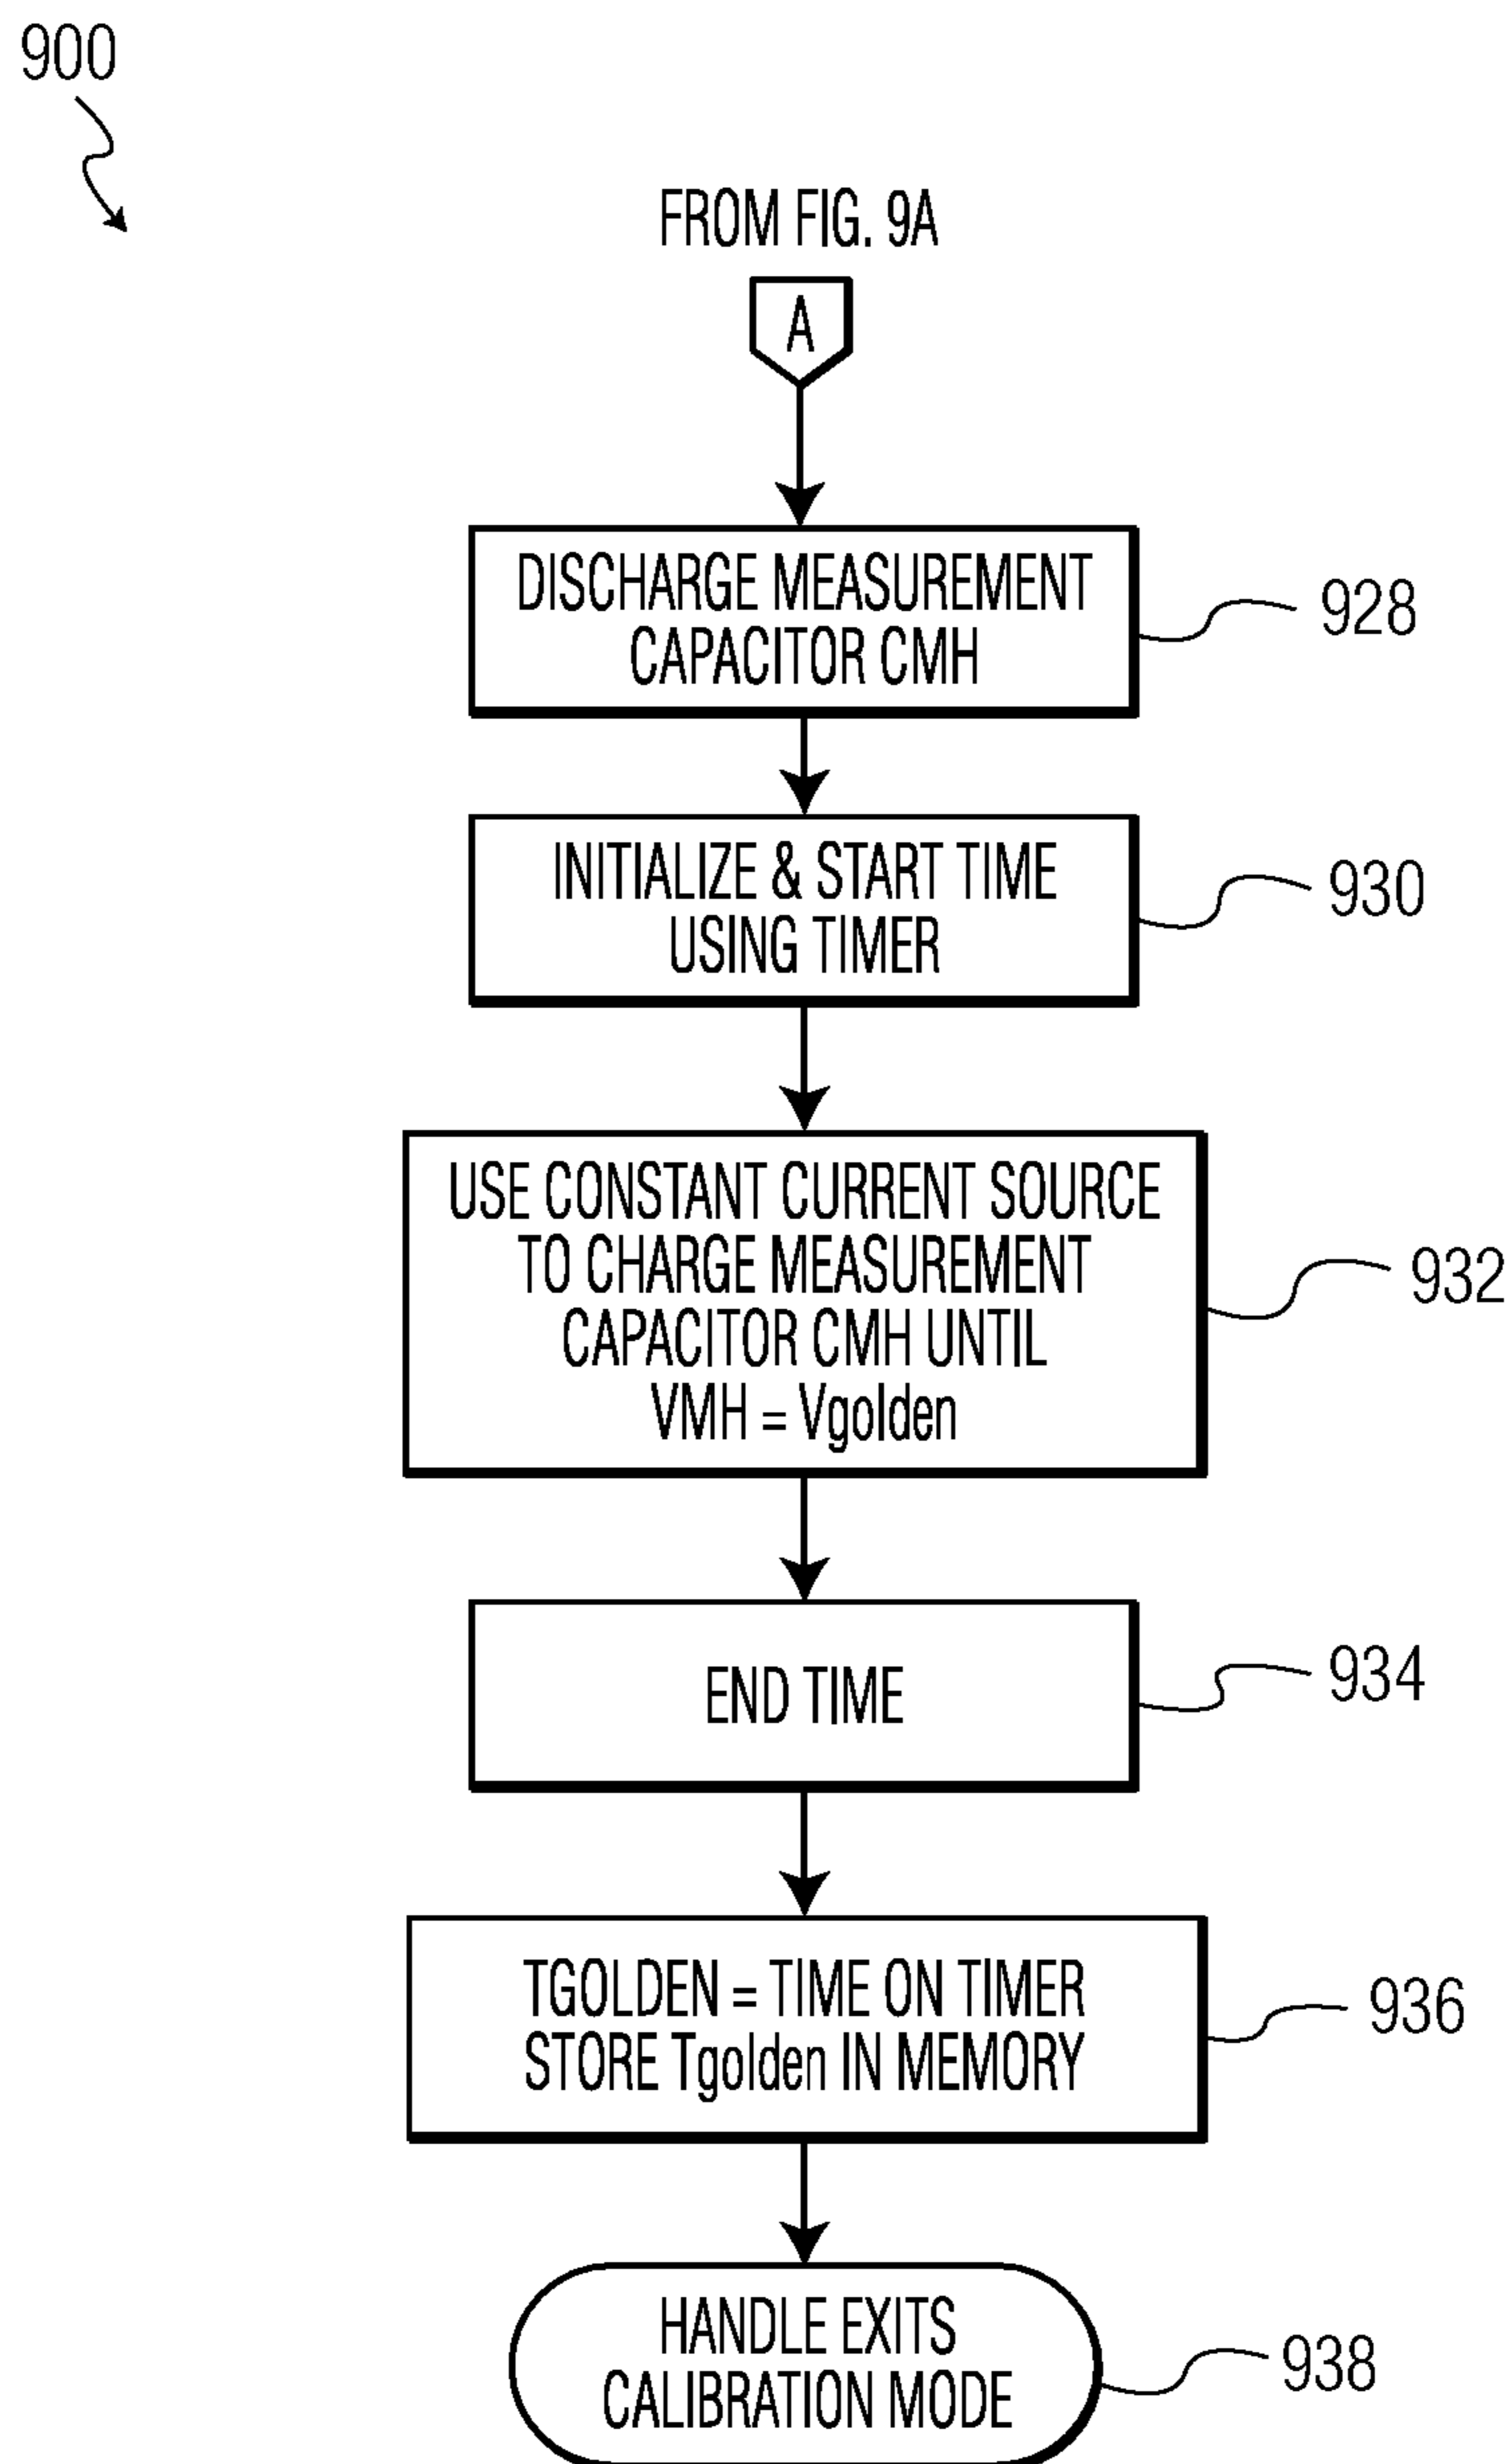 900
FROM FIG. 9A
A
DISCHARGE MEASUREMENT
CAPACITOR CMH
928
INITIALIZE & START TIME
USING TIMER
930
USE CONSTANT CURRENT SOURCE
TO CHARGE MEASUREMENT
CAPACITOR CMH UNTIL
VMH = Vgolden
932
END TIME
934
TGOLDEN = TIME ON TIMER
STORE Tgolden IN MEMORY
936
HANDLE EXITS
CALIBRATION MODE
938